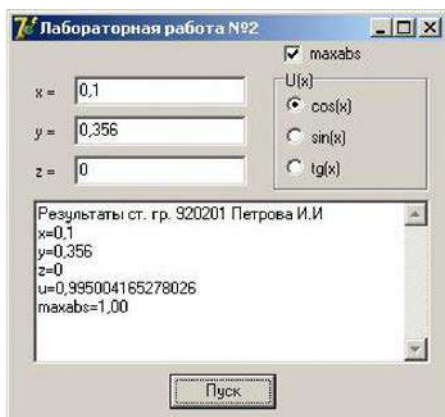 Лабораторная работа №2
maxabs
x = 0,1
U(x)
cos(x)
y = 0,356
sin(x)
z = 0
tg(x)
Результаты ст. гр. 920201 Петрова И.И
x=0,1
y=0,356
z=0
u=0,995004165278026
maxabs=1,00
Пуск